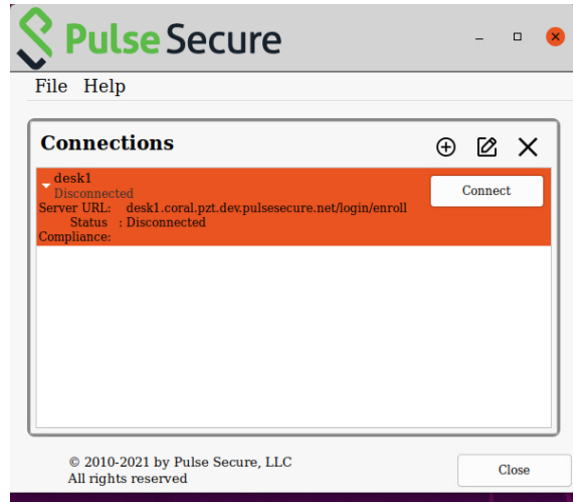 Pulse Secure
File Help
Connections
desk1
Disconnected
Connect
Server URL: desk1.coral.pzt.dev.pulsesecure.net/login/enroll
Status : Disconnected
Compliance:
© 2010-2021 by Pulse Secure, LLC
All rights reserved
Close